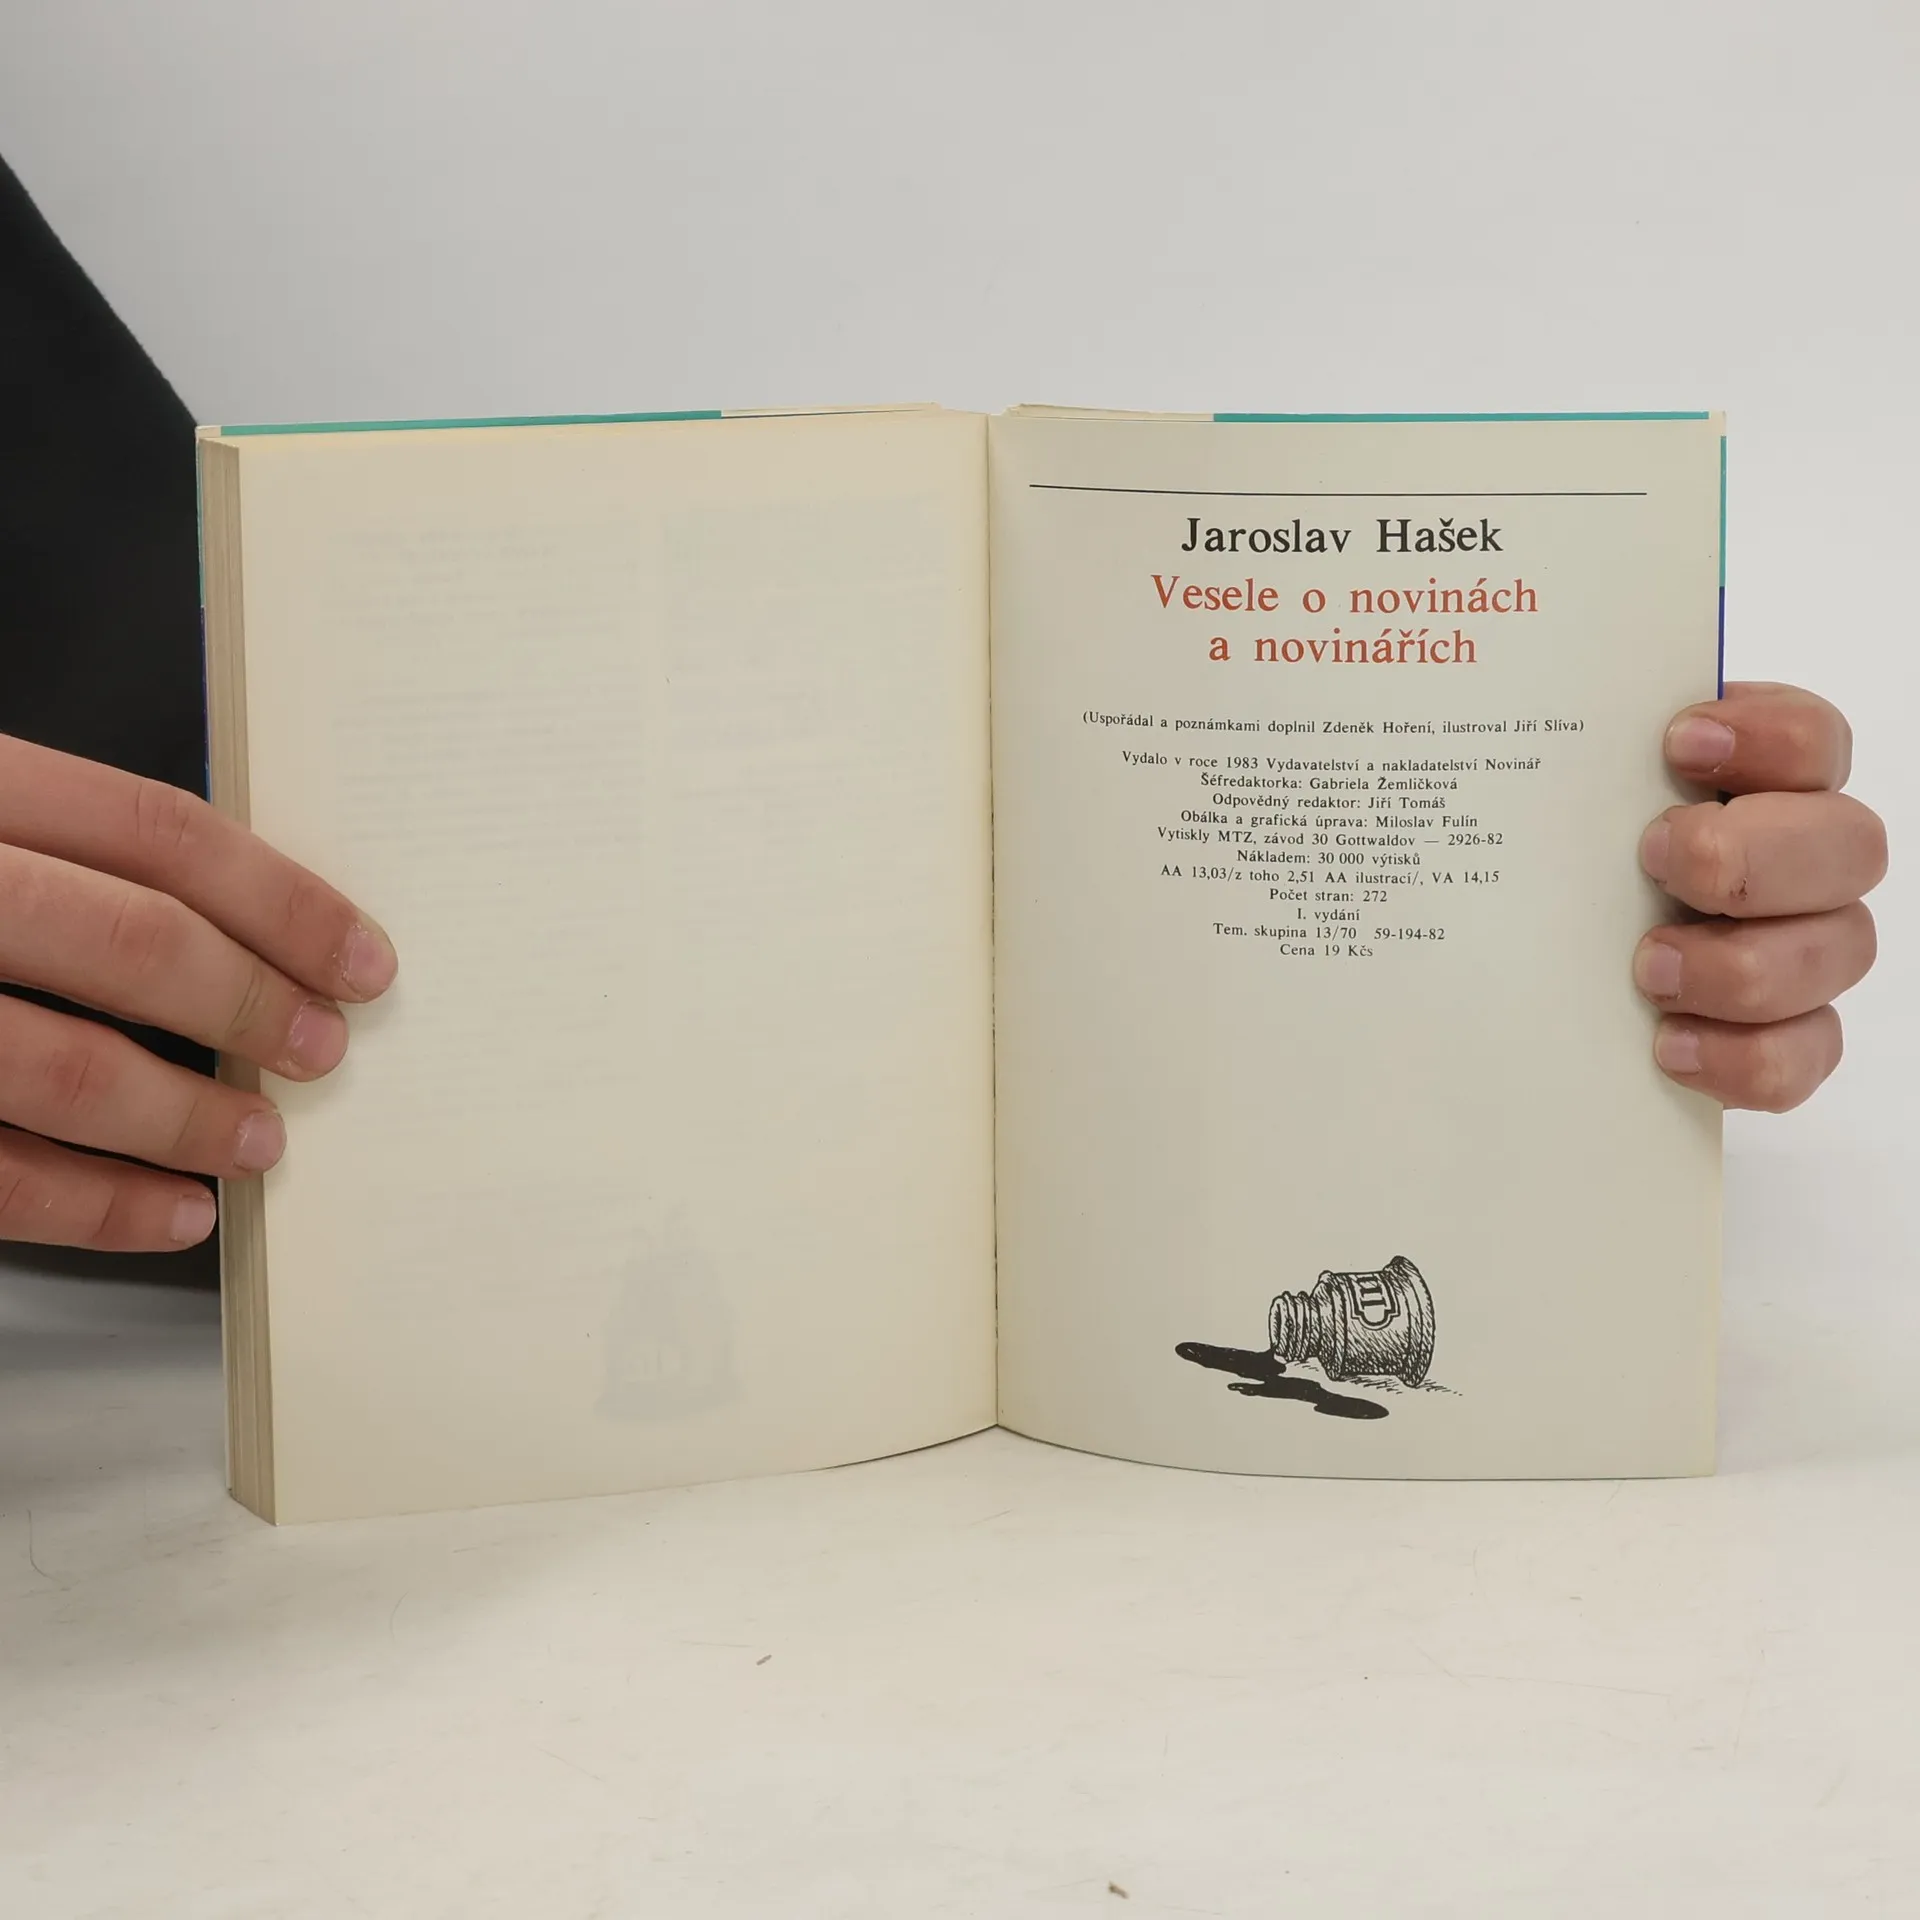 Jaroslav Hašek
Vesele o novinách
a novinářích
(Uspořádal a poznámkami doplnil Zdeněk Hoření, ilustroval Jiří Slíva)
Vydalo v roce 1983 Vydavatelství a nakladatelství Novinář
Šéfredaktorka: Gabriela Žemličková
Odpovědný redaktor: Jiří Tomáš
Obálka a grafická úprava: Miloslav Fulín
Vytiskly MTZ, závod 30 Gottwaldov — 2926-82
Nákladem: 30 000 výtisků
AA 13,03/z toho 2,51 AA ilustrací/, VA 14,15
Počet stran: 272
I. vydání
Tem. skupina 13/70 59-194-82
Cena 19 Kčs